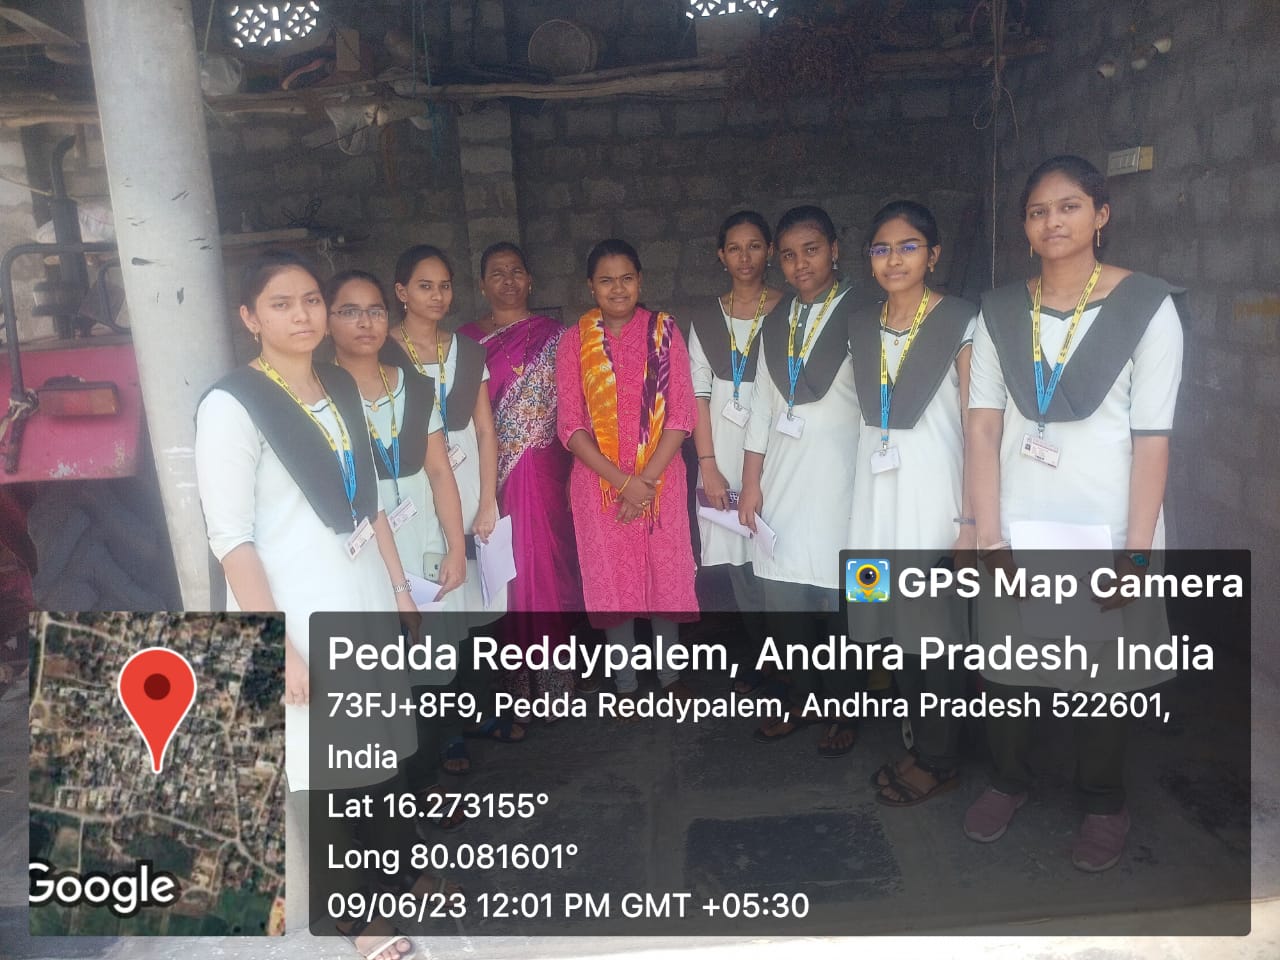 GPS Map Camera
Pedda Reddypalem, Andhra Pradesh, India
73FJ+8F9, Pedda Reddypalem, Andhra Pradesh 522601,
India
Lat 16.273155°
Long 80.081601°
09/06/23 12:01 PM GMT +05:30
Google